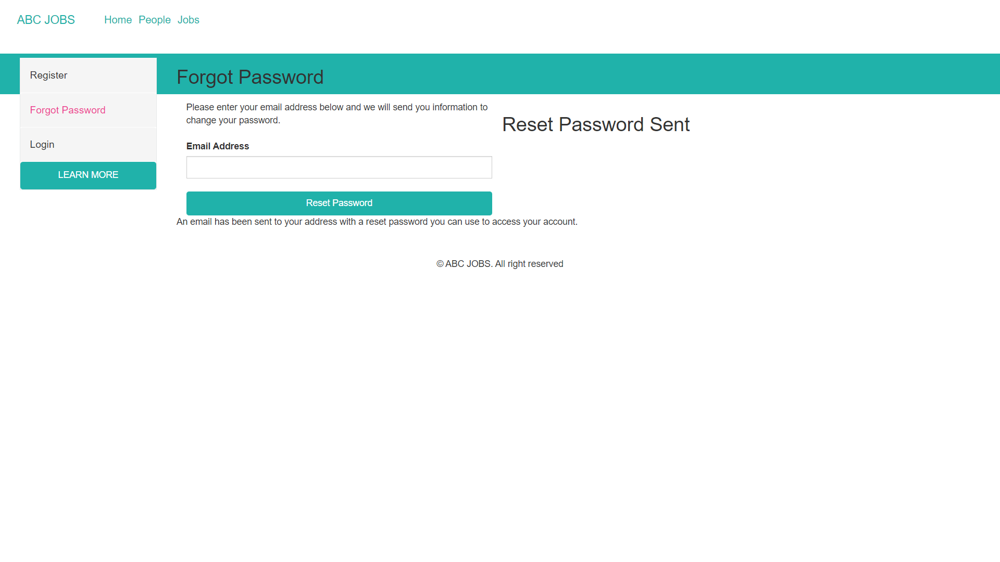 ABC JOBS
Home People Jobs
Register
Forgot Password
Login
LEARN MORE
Forgot Password
Please enter your email address below and we will send you information to
change your password.
Email Address
Reset Password
Reset Password Sent
An email has been sent to your address with a reset password you can use to access your account.
© ABC JOBS. All right reserved